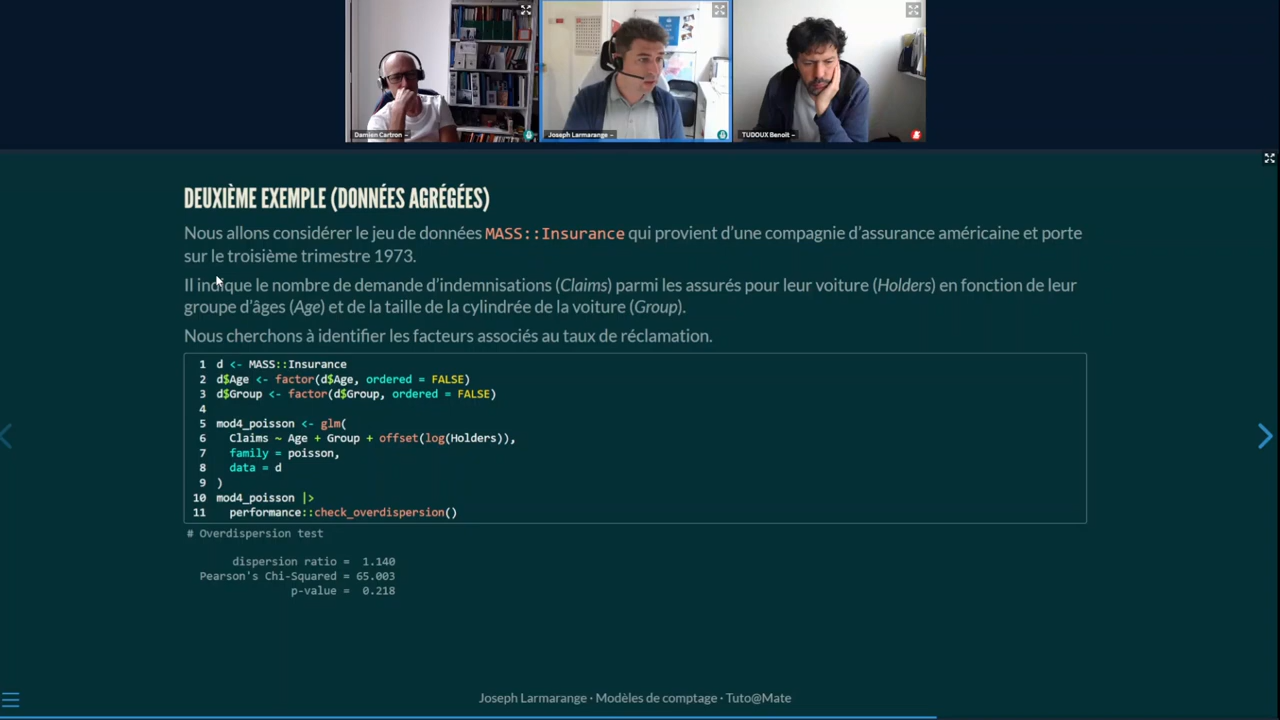 Damien Cartron
Joseph Larmarange
TUDOUX Benoit
DEUXIÈME EXEMPLE (DONNÉES AGRÉGÉES)
Nous allons considérer le jeu de données MASS::Insurance qui provient d’une compagnie d’assurance américaine et porte
sur le troisième trimestre 1973.
Il indique le nombre de demande d’indemnisations (Claims) parmi les assurés pour leur voiture (Holders) en fonction de leur
groupe d’âges (Age) et de la taille de la cylindrée de la voiture (Group).
Nous cherchons à identifier les facteurs associés au taux de réclamation.
1 d <- MASS::Insurance
2 d$Age <- factor(d$Age, ordered = FALSE)
3 d$Group <- factor(d$Group, ordered = FALSE)
4
5 mod4_poisson <- glm(
6 Claims ~ Age + Group + offset(log(Holders)),
7 family = poisson,
8 data = d
9 )
10 mod4_poisson |>
11 performance::check_overdispersion()
# Overdispersion test
dispersion ratio = 1.140
Pearson's Chi-Squared = 65.003
p-value = 0.218
Joseph Larmarange · Modèles de comptage · Tuto@Mate